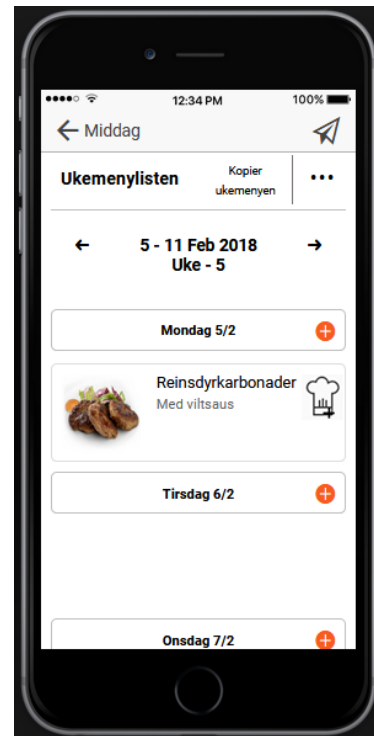 12:34 PM
100%
Middag
Ukemenylisten
Kopier
ukemenyen
5 - 11 Feb 2018
Uke - 5
Mondag 5/2
Reinsdyrkarbonader
Med viltsaus
Tirsdag 6/2
Onsdag 7/2